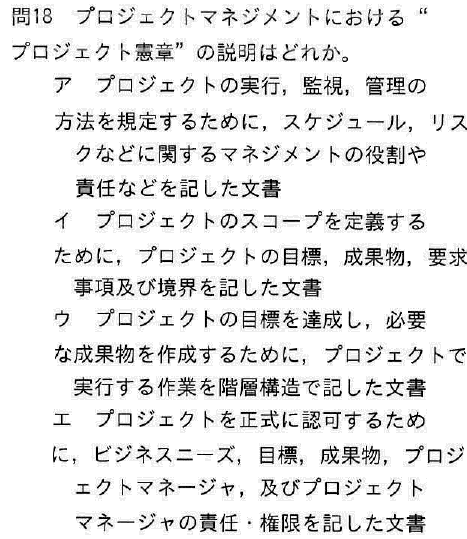 問18　プロジェクトマネジメントにおける“
プロジェクト憲章”の説明はどれか。
ア　プロジェクトの実行，監視，管理の
方法を規定するために，スケジュール，リス
クなどに関するマネジメントの役割や
責任などを記した文書
イ　プロジェクトのスコープを定義する
ために，プロジェクトの目標，成果物，要求
事項及び境界を記した文書
ウ　プロジェクトの目標を達成し，必要
な成果物を作成するために，プロジェクトで
実行する作業を階層構造で記した文書
エ　プロジェクトを正式に認可するため
に，ビジネスニーズ，目標，成果物，プロジ
ェクトマネージャ，及びプロジェクト
マネージャの責任・権限を記した文書